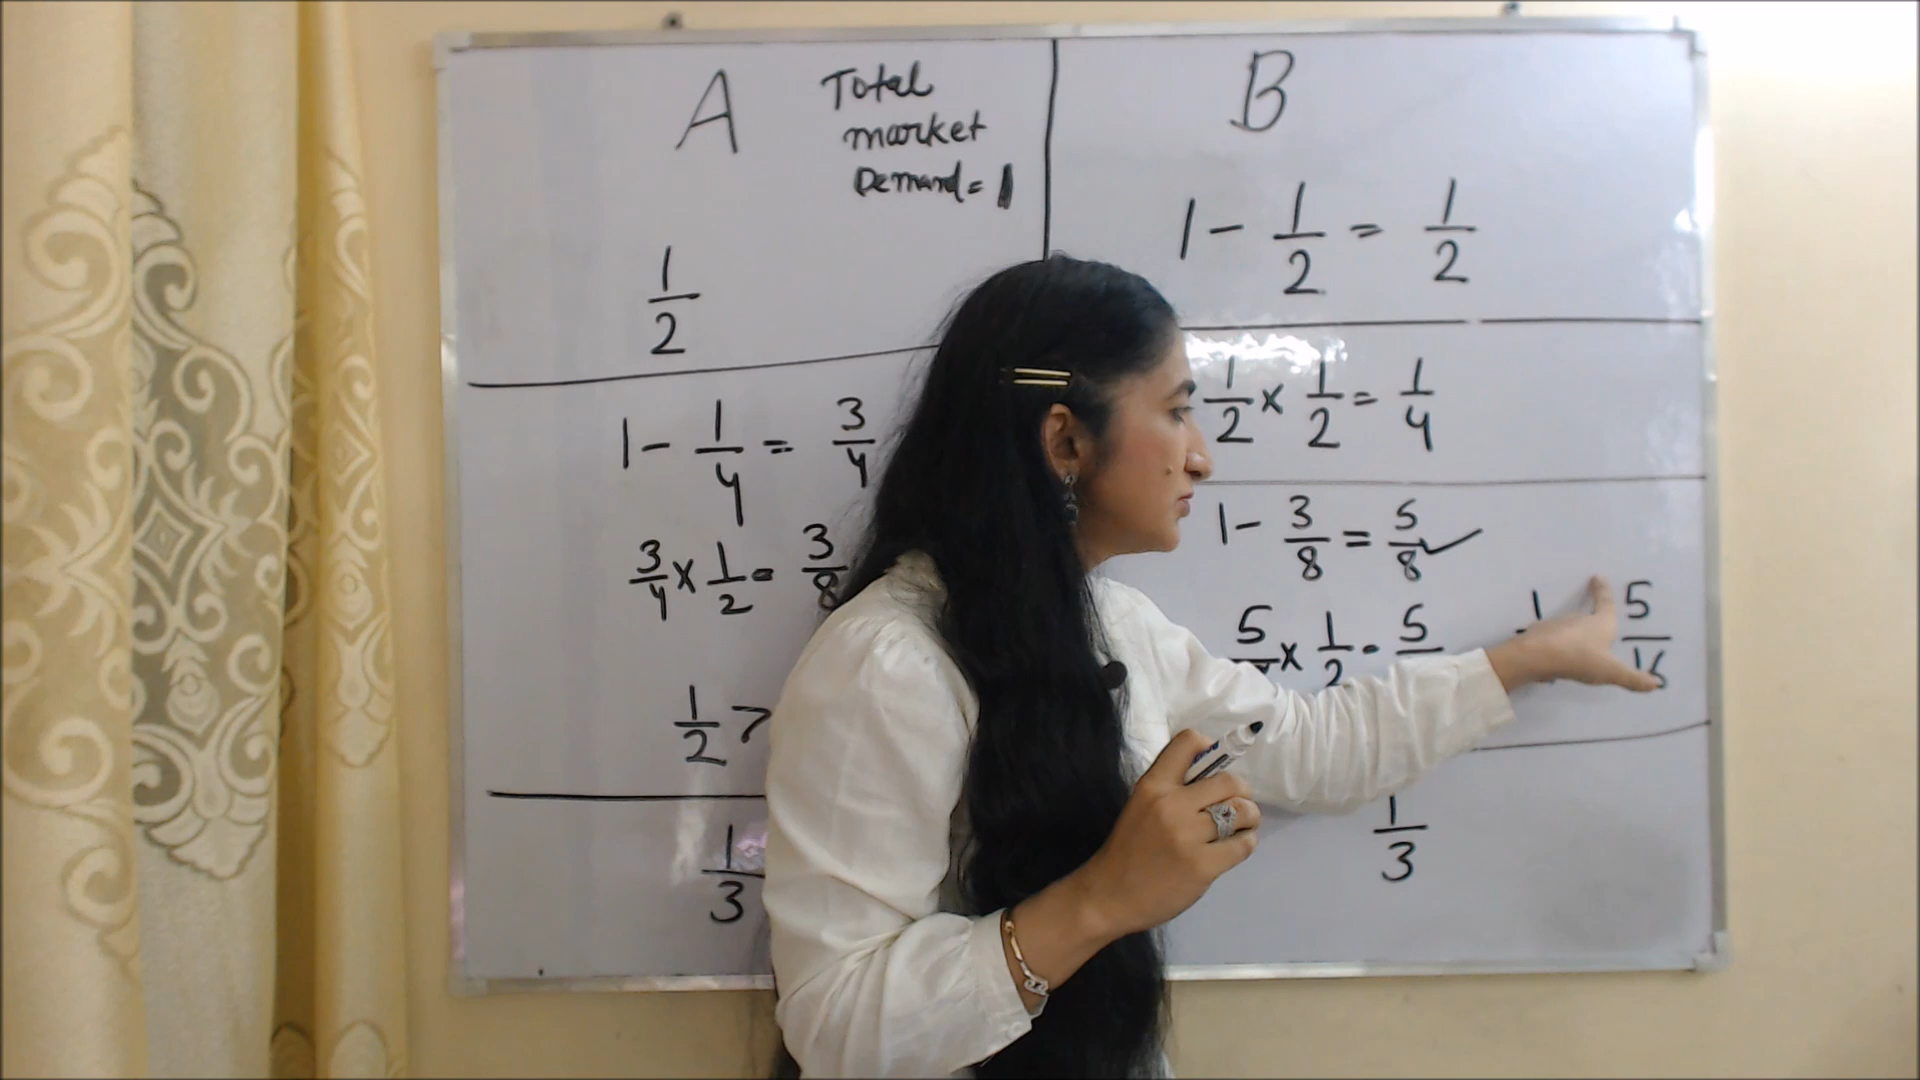 A
Total
market
Demand = 1
1/2
1 - 1/4 = 3/4
3/4 x 1/2 = 3/8
1/2 >
1/3
B
1 - 1/2 = 1/2
1/2 x 1/2 = 1/4
1 - 3/8 = 5/8 ✓
5/ x 1/2 = 5/
1/ 5/16
1/3